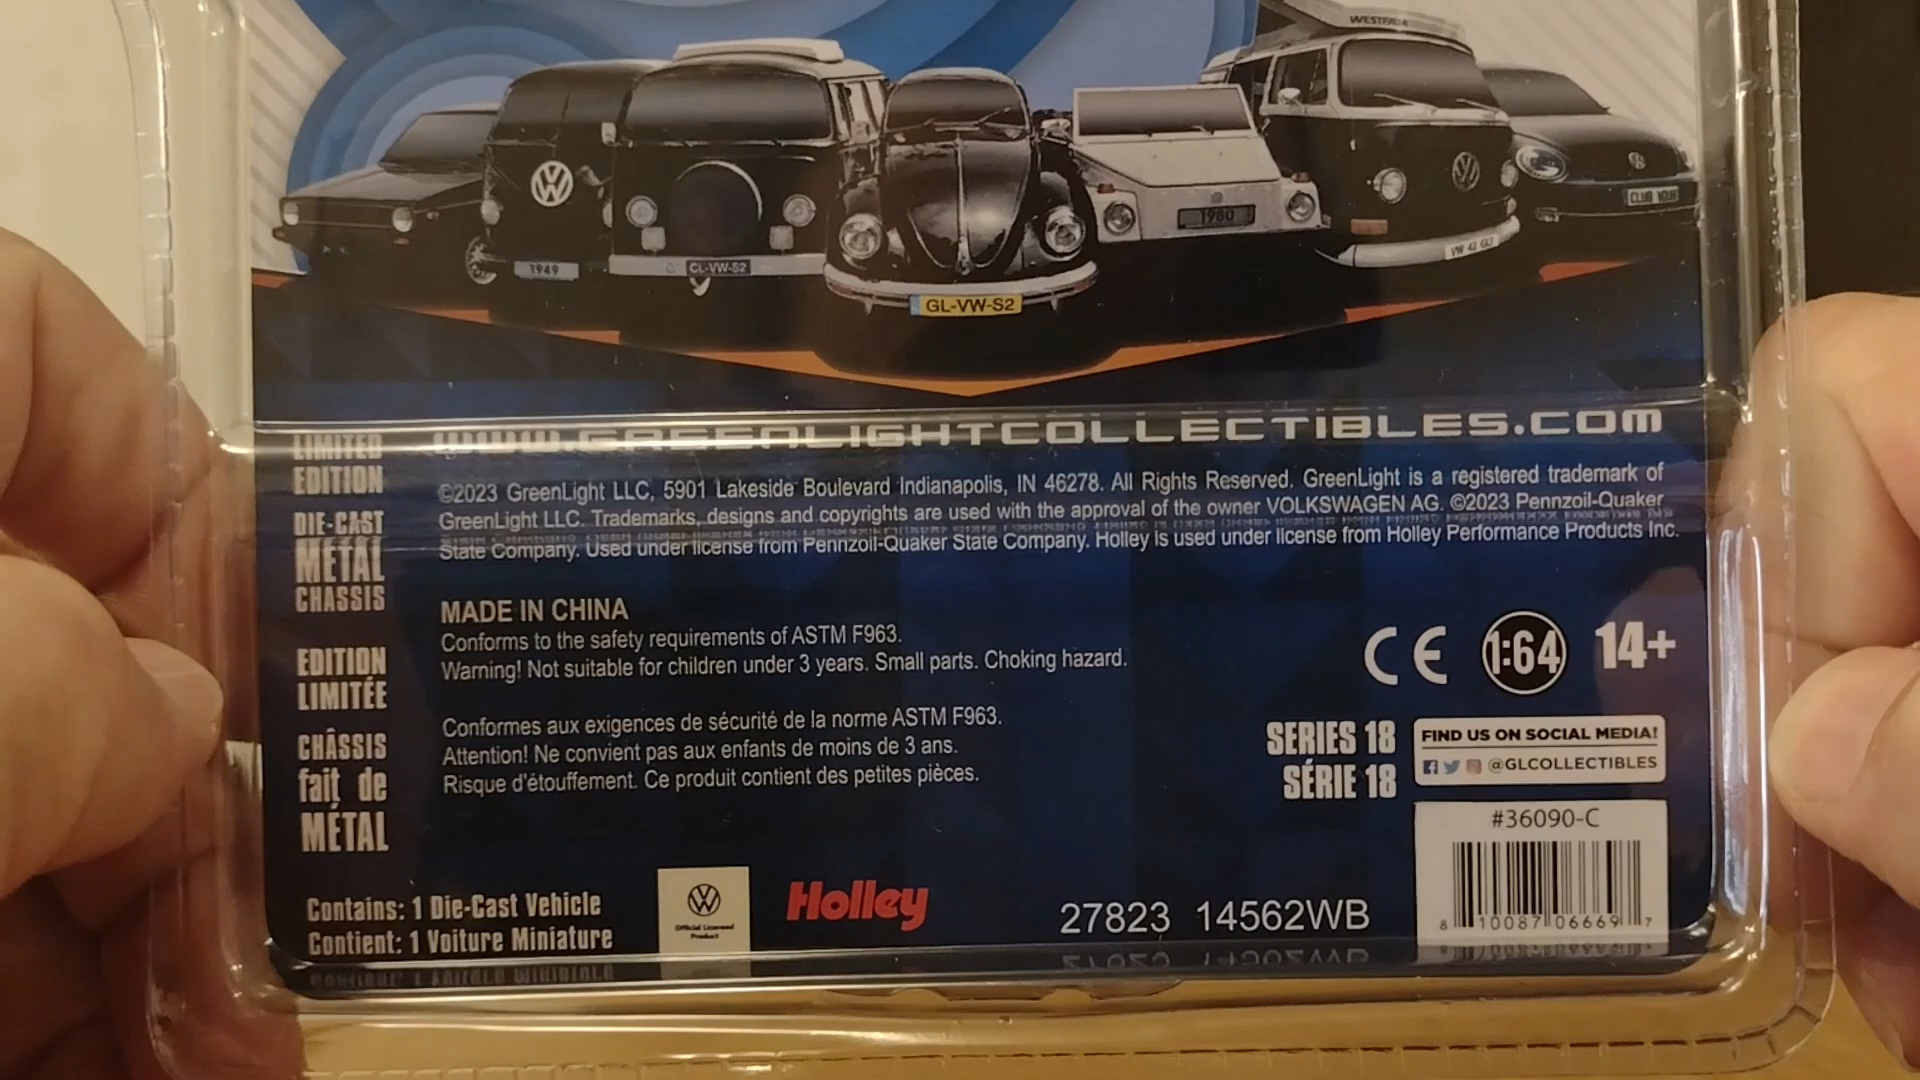 WESTFALIA
1949
GL-VW-S2
GL-VW-S2
1980
VW 42 GLT
LIMITED
EDITION
DIE-CAST
METAL
CHASSIS
EDITION
LIMITÉE
CHÂSSIS
fait de
MÉTAL
WWW.GREENLIGHTCOLLECTIBLES.COM
©2023 GreenLight LLC, 5901 Lakeside Boulevard Indianapolis, IN 46278. All Rights Reserved. GreenLight is a registered trademark of
GreenLight LLC. Trademarks, designs and copyrights are used with the approval of the owner VOLKSWAGEN AG. ©2023 Pennzoil-Quaker
State Company. Used under license from Pennzoil-Quaker State Company. Holley is used under license from Holley Performance Products Inc.
MADE IN CHINA
Conforms to the safety requirements of ASTM F963.
Warning! Not suitable for children under 3 years. Small parts. Choking hazard.
Conformes aux exigences de sécurité de la norme ASTM F963.
Attention! Ne convient pas aux enfants de moins de 3 ans.
Risque d'étouffement. Ce produit contient des petites pièces.
CE 1:64 14+
SERIES 18
SÉRIE 18
FIND US ON SOCIAL MEDIA!
@GLCOLLECTIBLES
#36090-C
8 10087 06669 7
Contains: 1 Die-Cast Vehicle
Contient: 1 Voiture Miniature
Official Licensed
Product
Holley
27823 14562WB